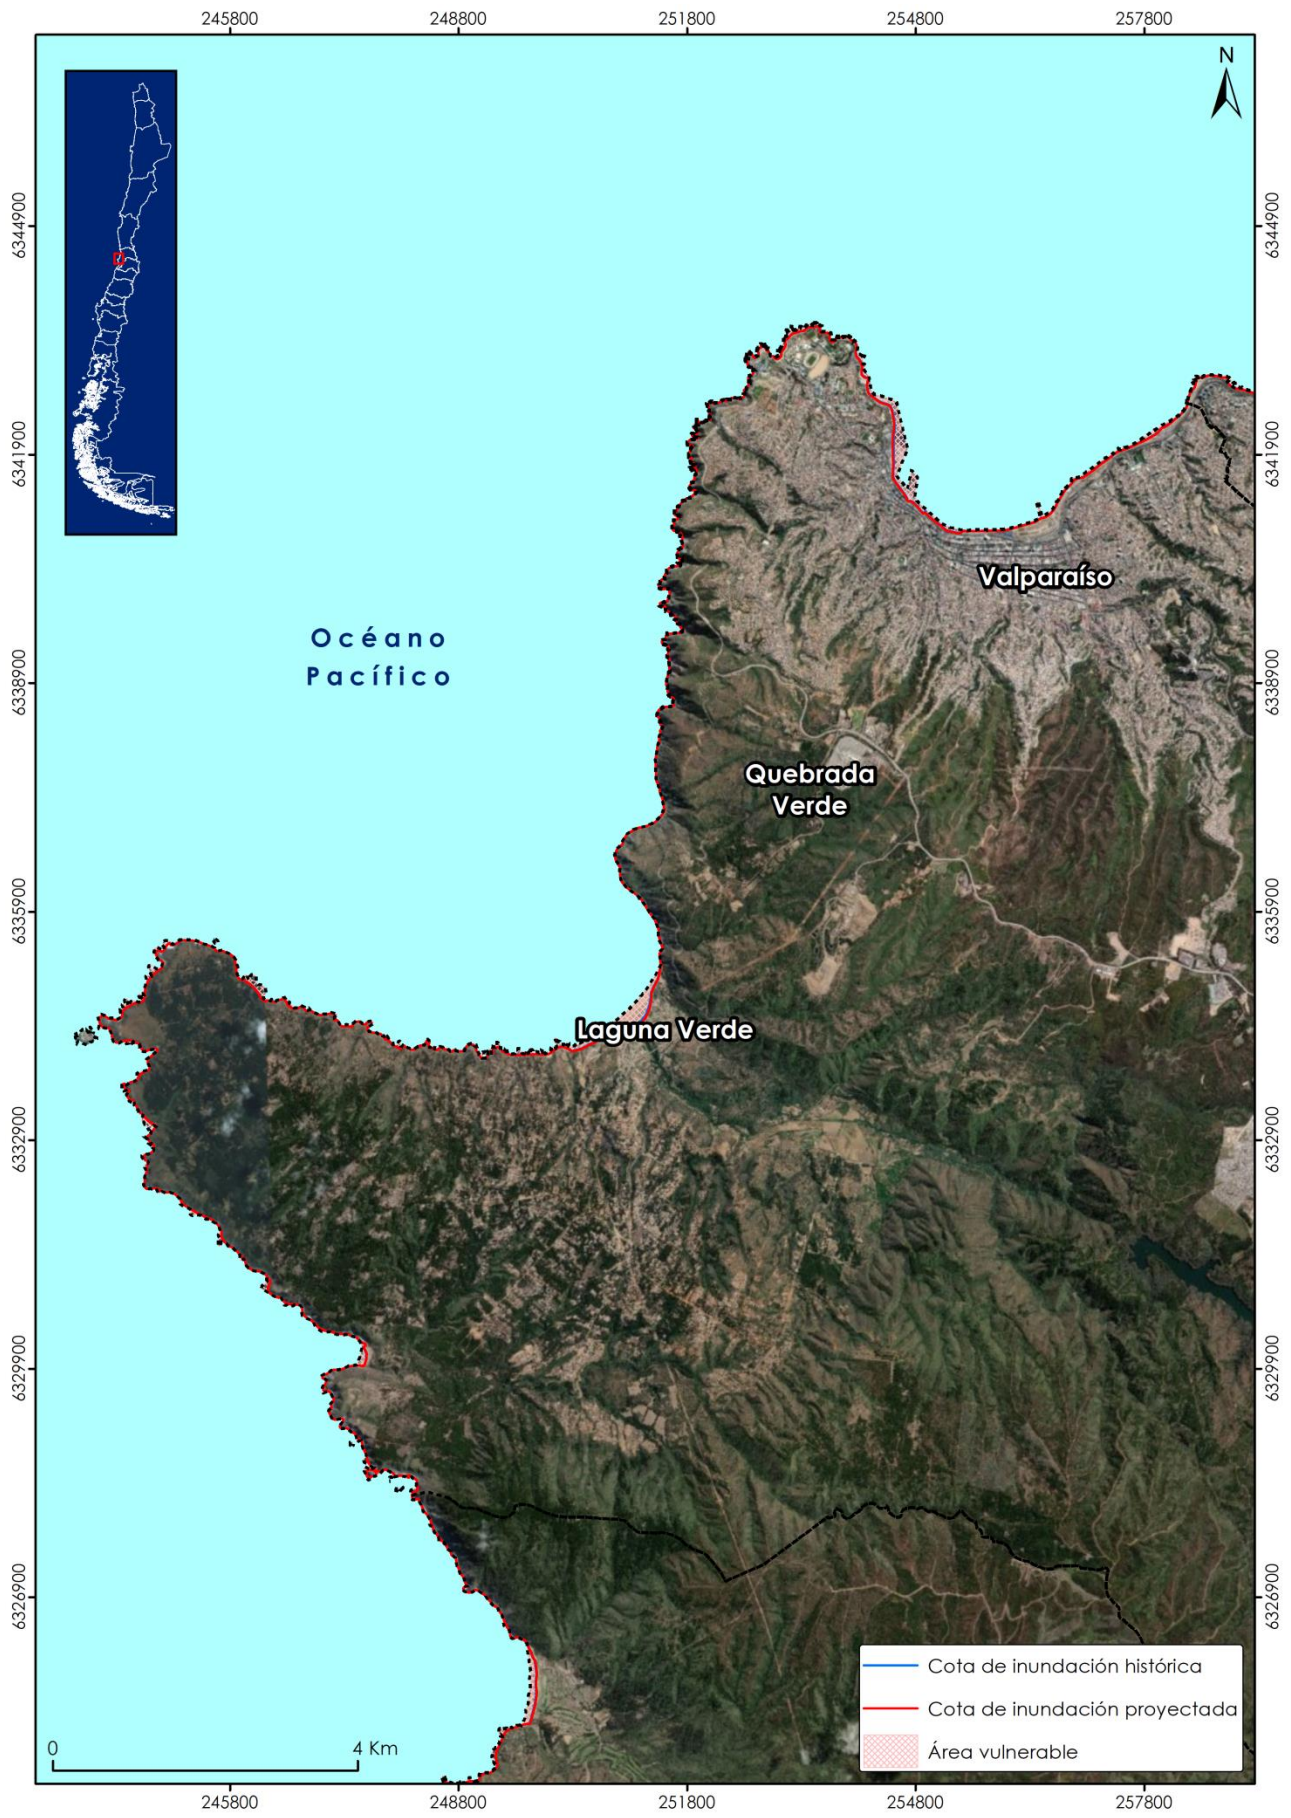 245800 248800 251800 254800 257800
N
6344900 6344900
6341900 6341900
Valparaíso
Océano
Pacífico
6338900 6338900
Quebrada
Verde
6335900 6335900
Laguna Verde
6332900 6332900
6329900 6329900
6326900 6326900
Cota de inundación histórica
Cota de inundación proyectada
Área vulnerable
0 4 Km
245800 248800 251800 254800 257800